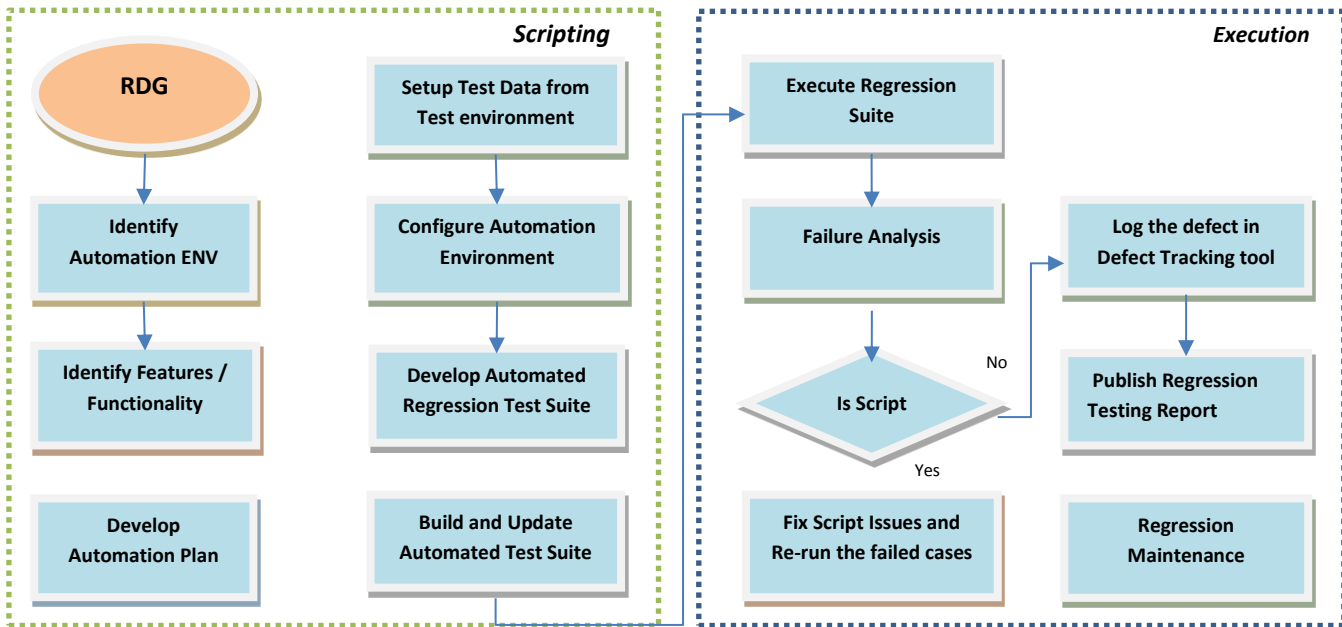 Scripting
RDG
Identify
Automation ENV
Identify Features /
Functionality
Develop
Automation Plan
Setup Test Data from
Test environment
Configure Automation
Environment
Develop Automated
Regression Test Suite
Build and Update
Automated Test Suite
Execution
Execute Regression
Suite
Failure Analysis
Is Script
No
Yes
Fix Script Issues and
Re-run the failed cases
Log the defect in
Defect Tracking tool
Publish Regression
Testing Report
Regression
Maintenance